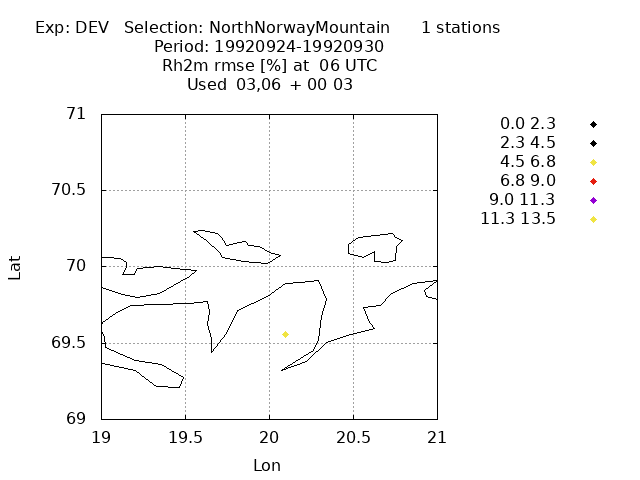 Exp: DEV Selection: NorthNorwayMountain 1 stations
Period: 19920924-19920930
Rh2m rmse [%] at 06 UTC
Used 03,06 + 00 03
71
70.5
70
69.5
69
19 19.5 20 20.5 21
Lat
Lon
0.0 2.3
2.3 4.5
4.5 6.8
6.8 9.0
9.0 11.3
11.3 13.5